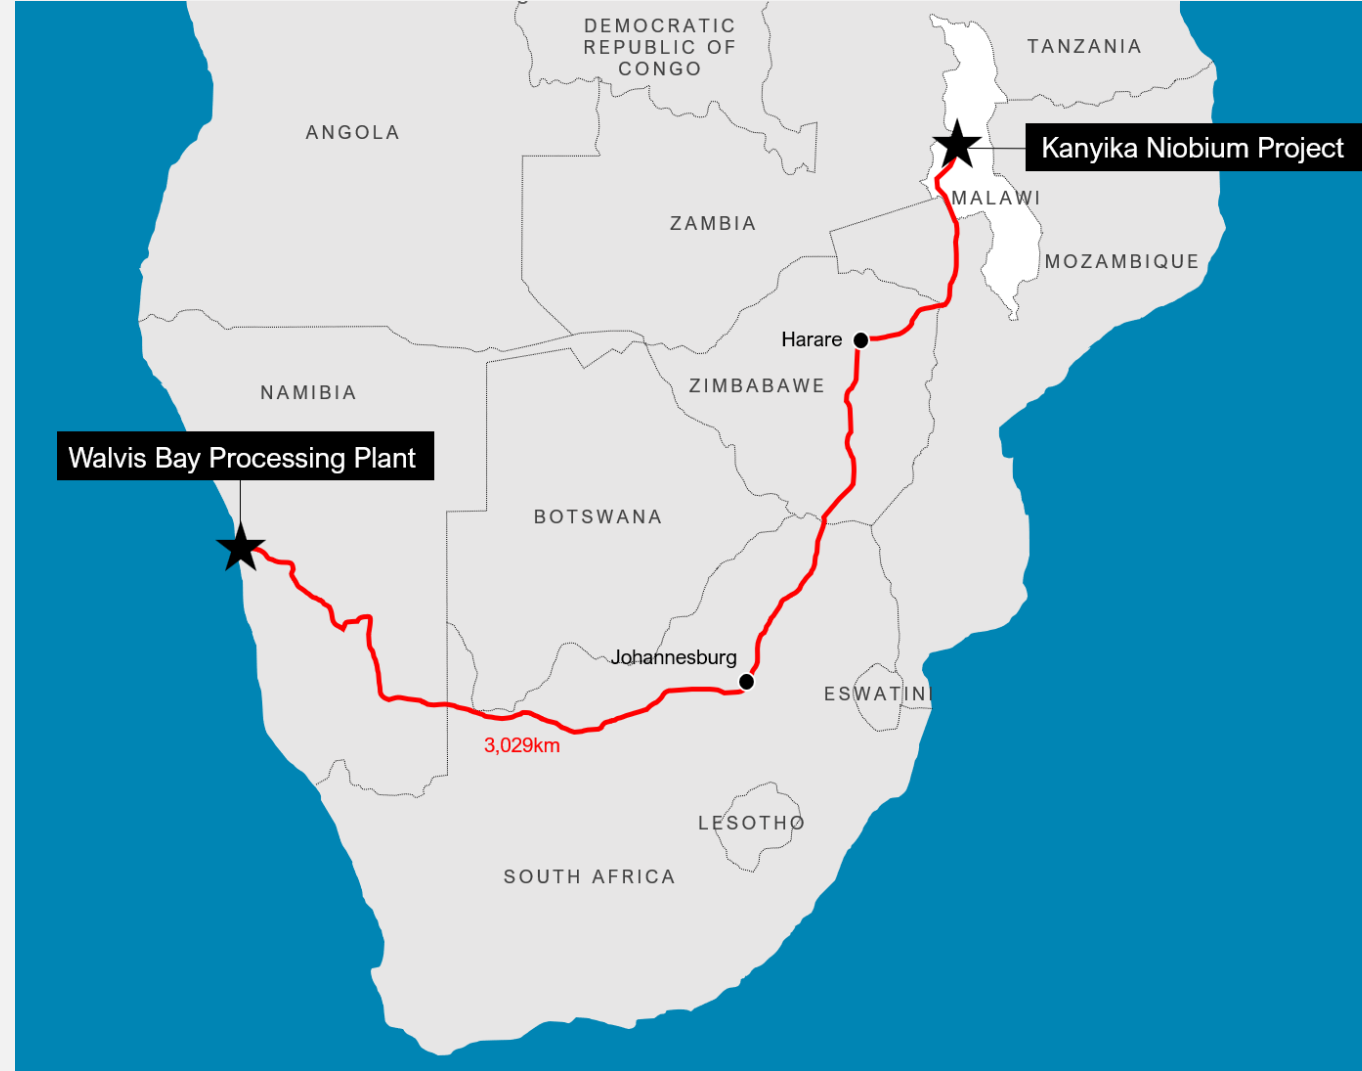 DEMOCRATIC
REPUBLIC OF
CONGO
TANZANIA
ANGOLA
Kanyika Niobium Project
MALAWI
ZAMBIA
MOZAMBIQUE
Harare
ZIMBABAWE
NAMIBIA
Walvis Bay Processing Plant
BOTSWANA
Johannesburg
ESWATINI
3,029km
LESOTHO
SOUTH AFRICA